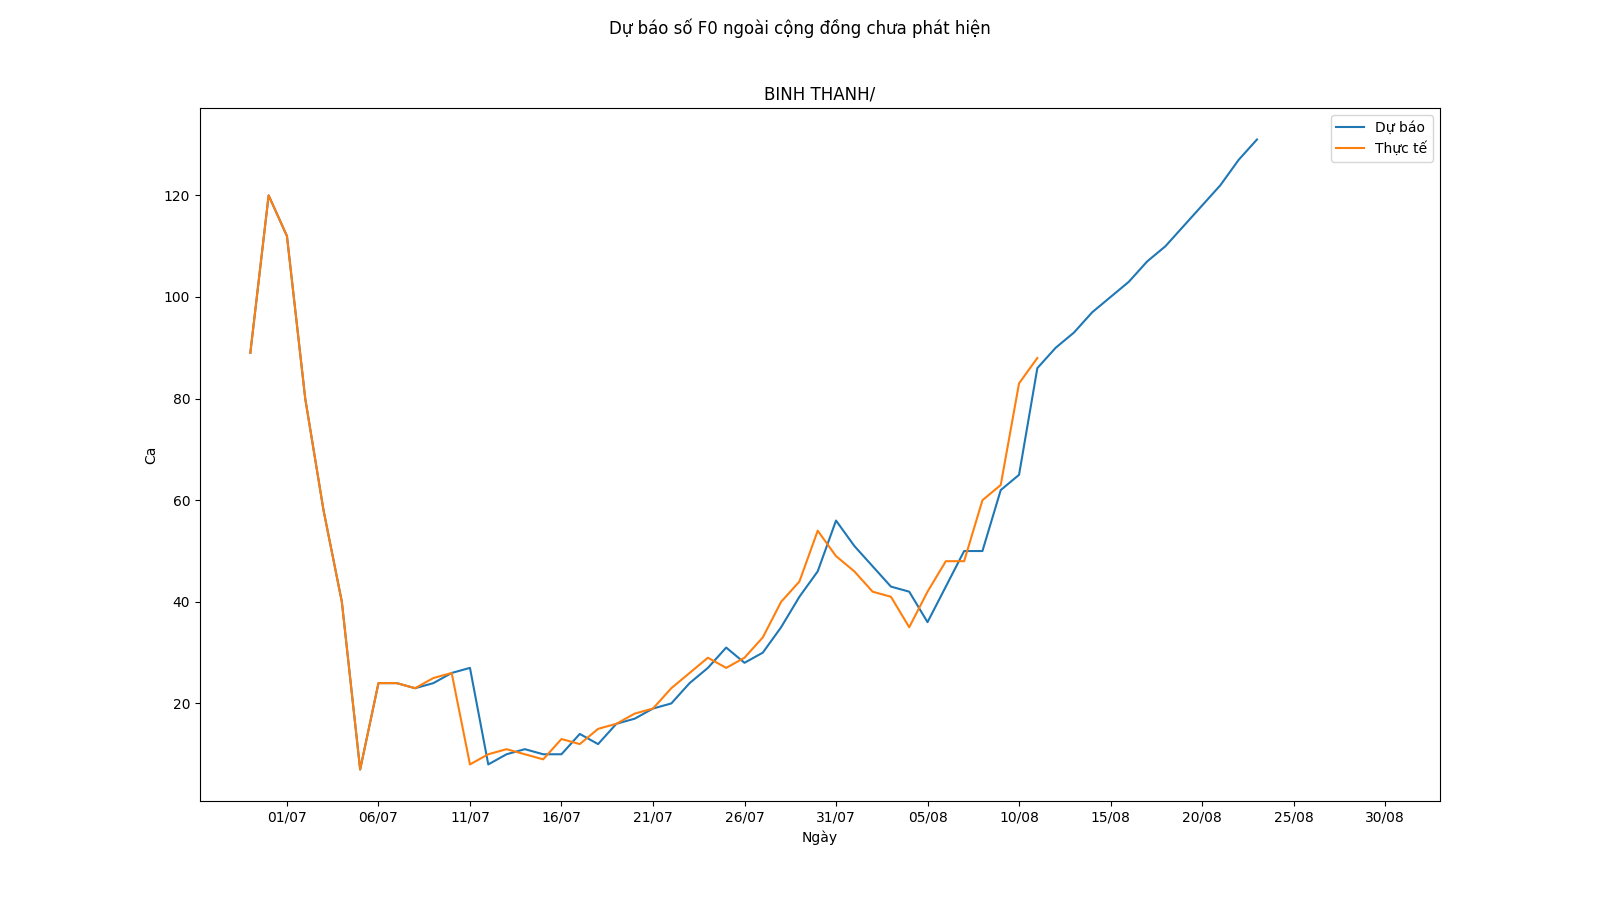 Dự báo số F0 ngoài cộng đồng chưa phát hiện
BINH THANH/
Dự báo
Thực tế
120
100
80
60
40
20
Ca
01/07 06/07 11/07 16/07 21/07 26/07 31/07 05/08 10/08 15/08 20/08 25/08 30/08
Ngày